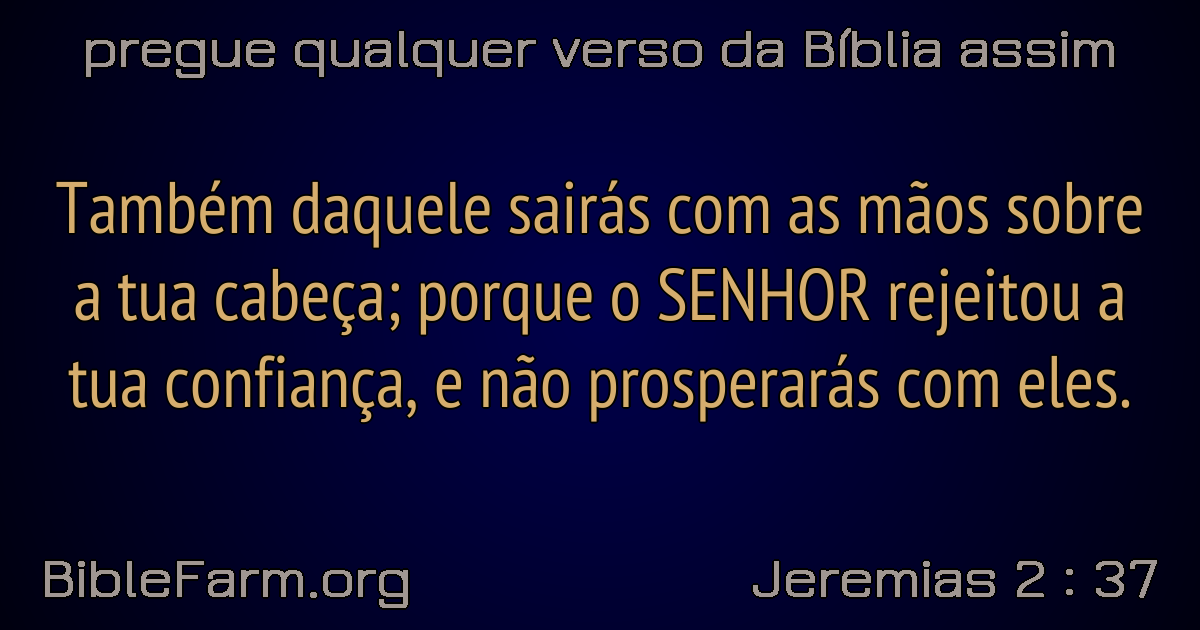 pregue qualquer verso da Bíblia assim
Também daquele sairás com as mãos sobre
a tua cabeça; porque o SENHOR rejeitou a
tua confiança, e não prosperarás com eles.
BibleFarm.org
Jeremias 2 : 37